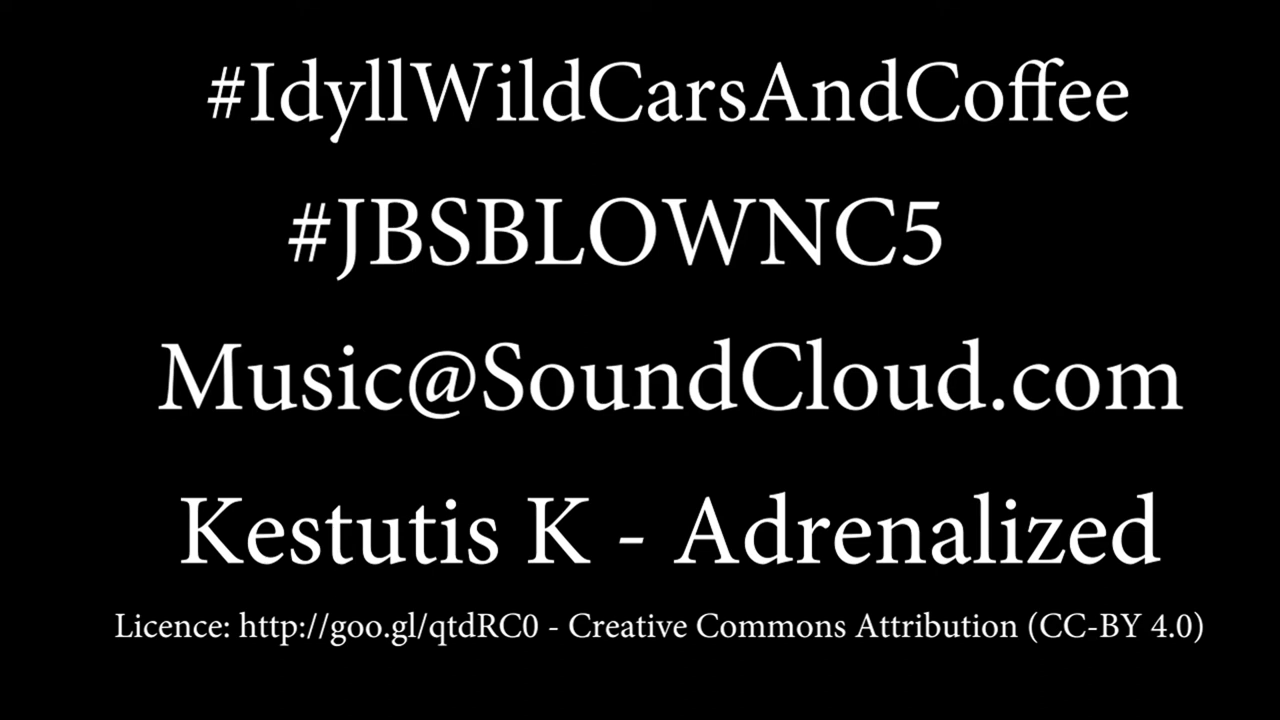 #IdyllWildCarsAndCoffee
#JBSBLOWNC5
Music@SoundCloud.com
Kestutis K - Adrenalized
Licence: http://goo.gl/qtdRC0 - Creative Commons Attribution (CC-BY 4.0)